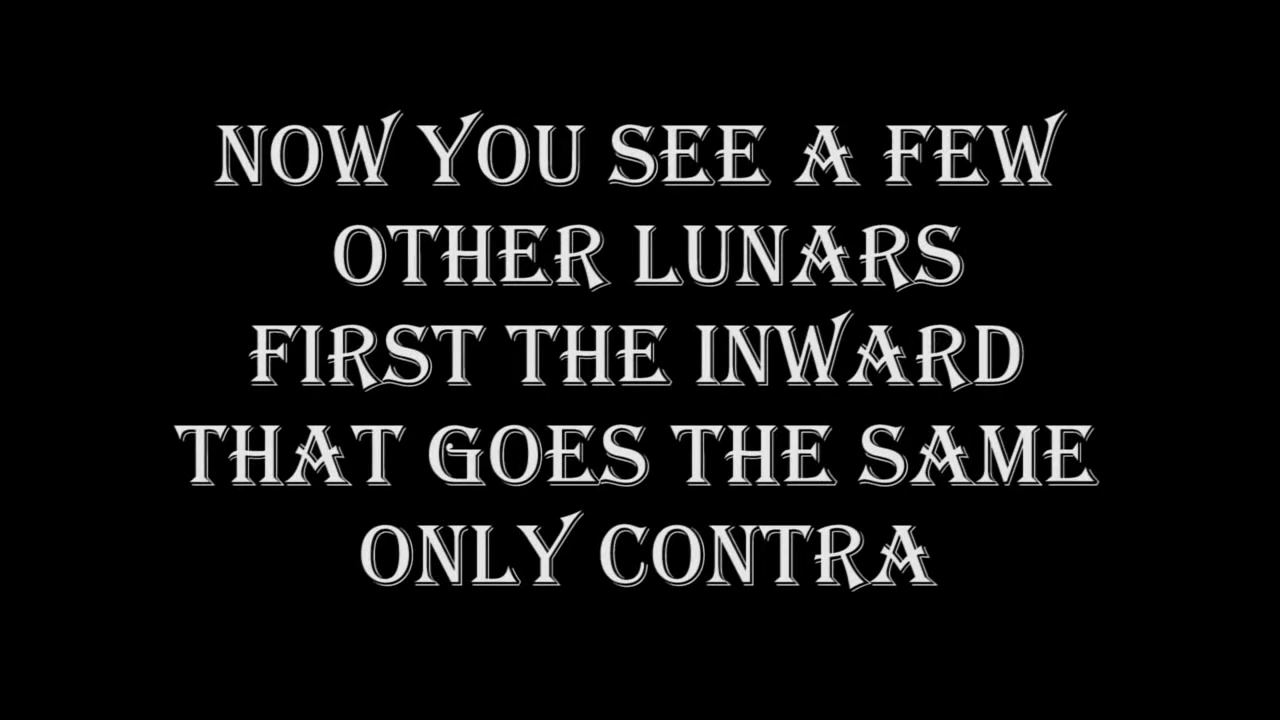 NOW YOU SEE A FEW
OTHER LUNARS
FIRST THE INWARD
THAT GOES THE SAME
ONLY CONTRA